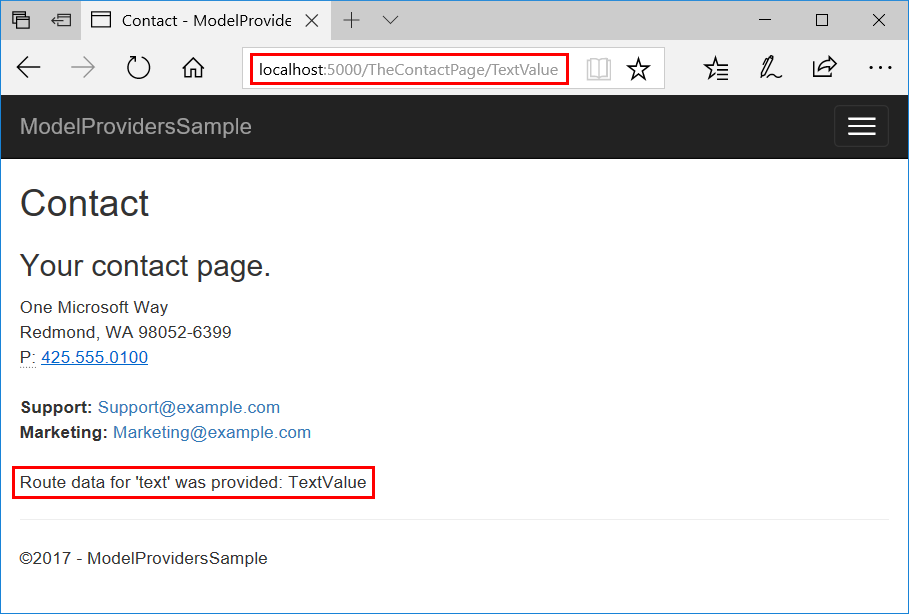 Contact - ModelProvide
localhost:5000/TheContactPage/TextValue
ModelProvidersSample
Contact
Your contact page.
One Microsoft Way
Redmond, WA 98052-6399
P: 425.555.0100
Support: Support@example.com
Marketing: Marketing@example.com
Route data for 'text' was provided: TextValue
©2017 - ModelProvidersSample